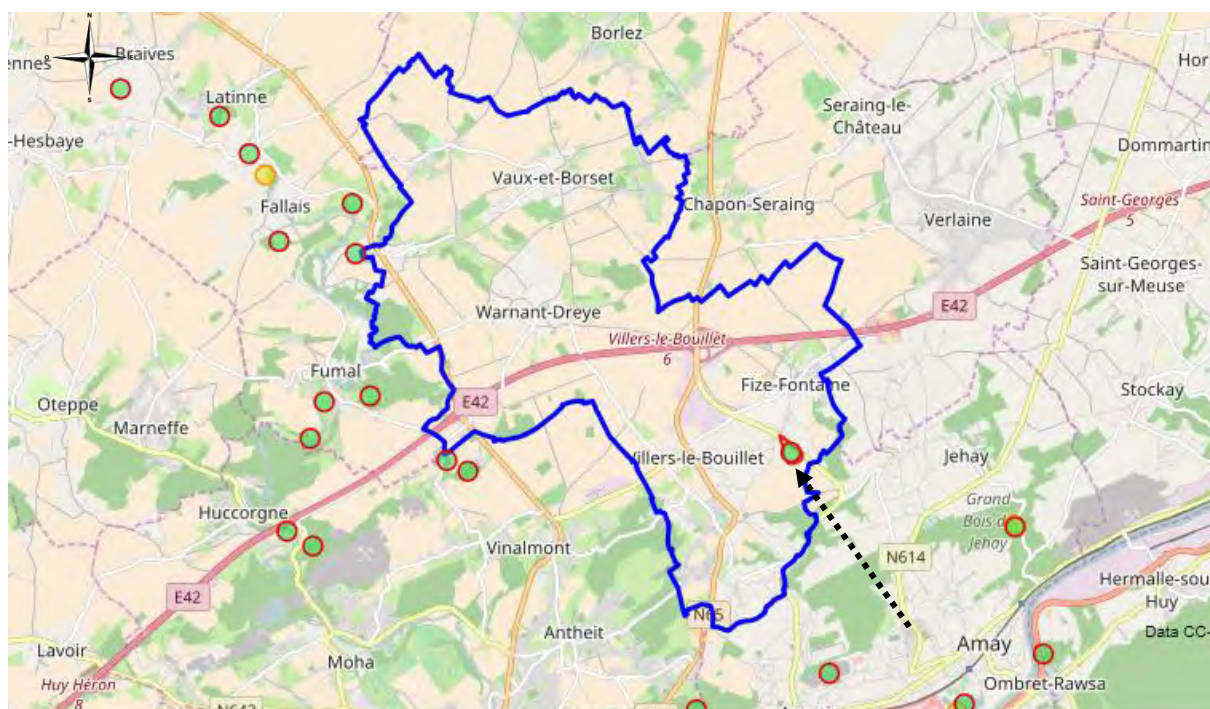 N
O
E
S
Borlez
Braives
Latinne
Seraing-le-
Château
-Hesbaye
Dommartin
Vaux-et-Borset
Fallais
Chapon-Seraing
Verlaine
Saint-Georges
5
Saint-Georges-
sur-Meuse
E42
Warnant-Dreye
Villers-le-Bouillet
6
Fumal
Fize-Fontaine
Stockay
Oteppe
E42
Marneffe
Villers-le-Bouillet
Jehay
Grand
Bois de
Jehay
Huccorgne
Vinalmont
N614
E42
Hermalle-sou
Huy
N65
Antheit
Amay
Data CC-
Lavoir
Moha
Ombret-Rawsa
Huy Héron
8
N643